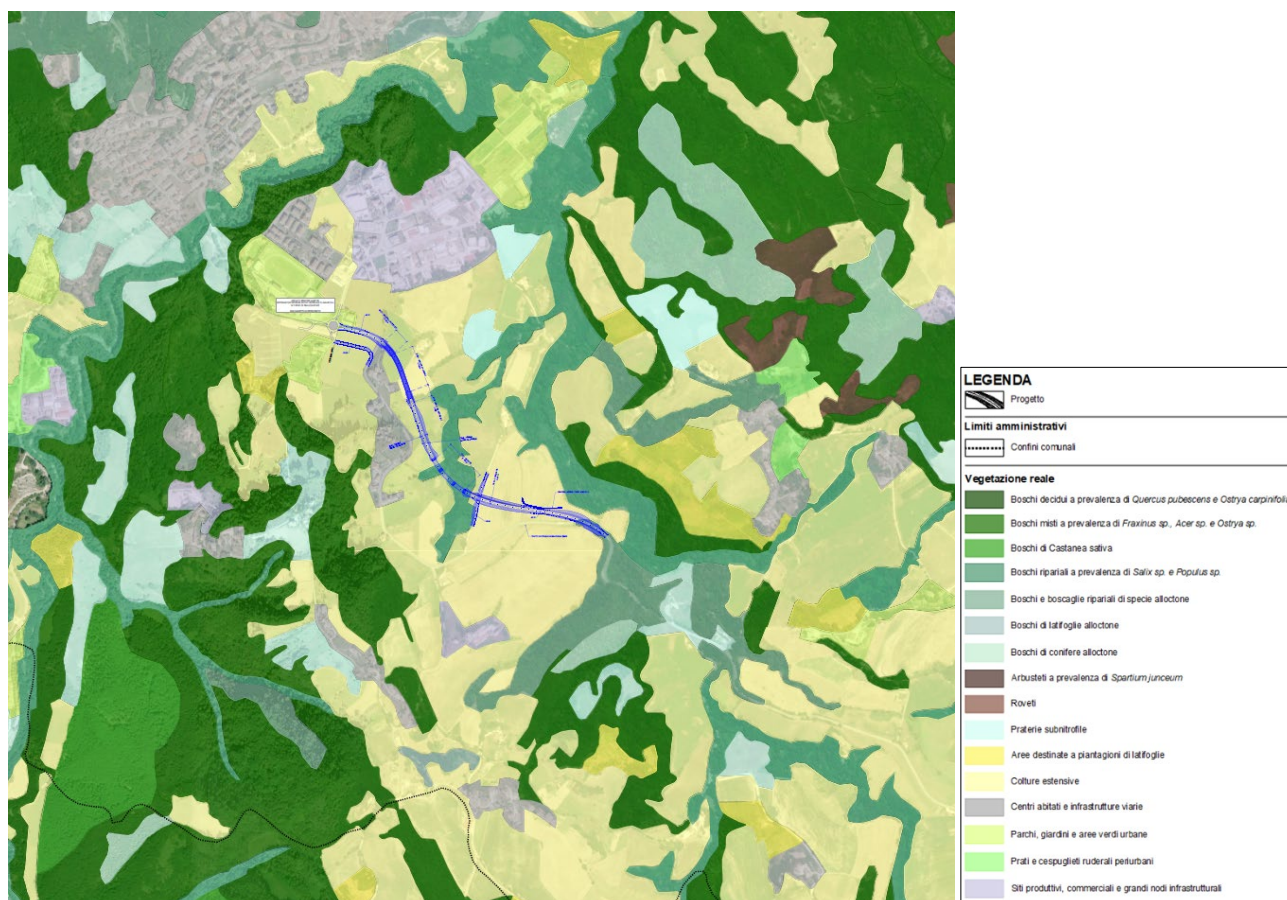 LEGENDA
Progetto
Limiti amministrativi
Confini comunali
Vegetazione reale
Boschi decidui a prevalenza di Quercus pubescens e Ostrya carpinifolia
Boschi misti a prevalenza di Fraxinus sp., Acer sp. e Ostrya sp.
Boschi di Castanea sativa
Boschi ripariali a prevalenza di Salix sp. e Populus sp.
Boschi e boscaglie ripariali di specie alloctone
Boschi di latifoglie alloctone
Boschi di conifere alloctone
Arbusteti a prevalenza di Spartium junceum
Roveti
Praterie subnitrofile
Aree destinate a piantagioni di latifoglie
Colture estensive
Centri abitati e infrastrutture viarie
Parchi, giardini e aree verdi urbane
Prati e cespuglieti ruderali periurbani
Siti produttivi, commerciali e grandi nodi infrastrutturali